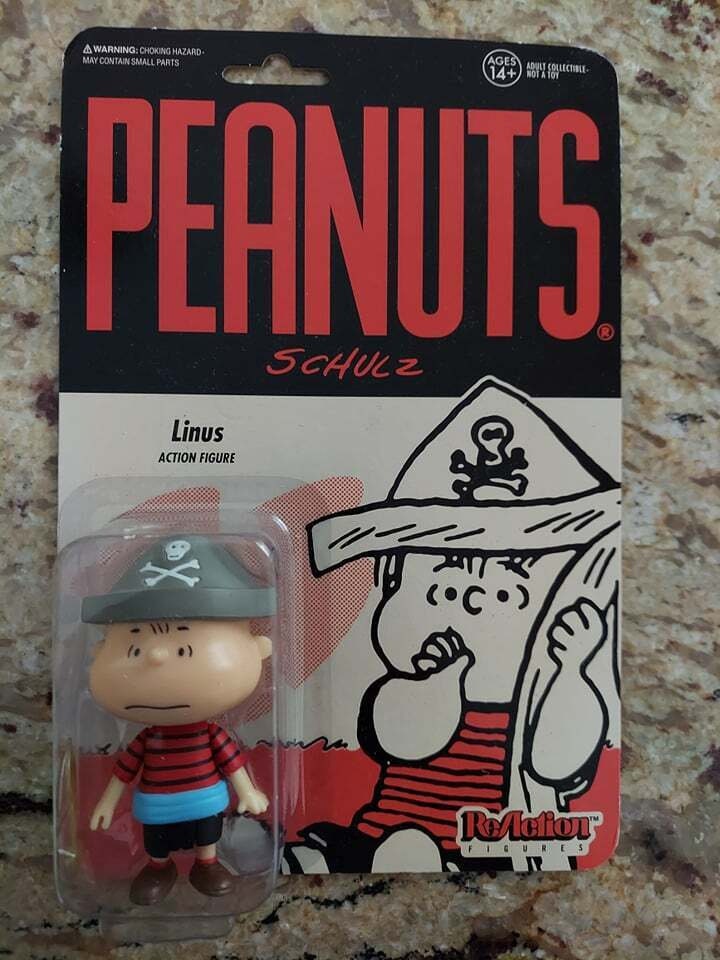 ⚠WARNING: CHOKING HAZARD-
MAY CONTAIN SMALL PARTS
AGES
14+
ADULT COLLECTIBLE-
NOT A TOY
PEANUTS®
SCHULZ
Linus
ACTION FIGURE
ReAction™
FIGURES